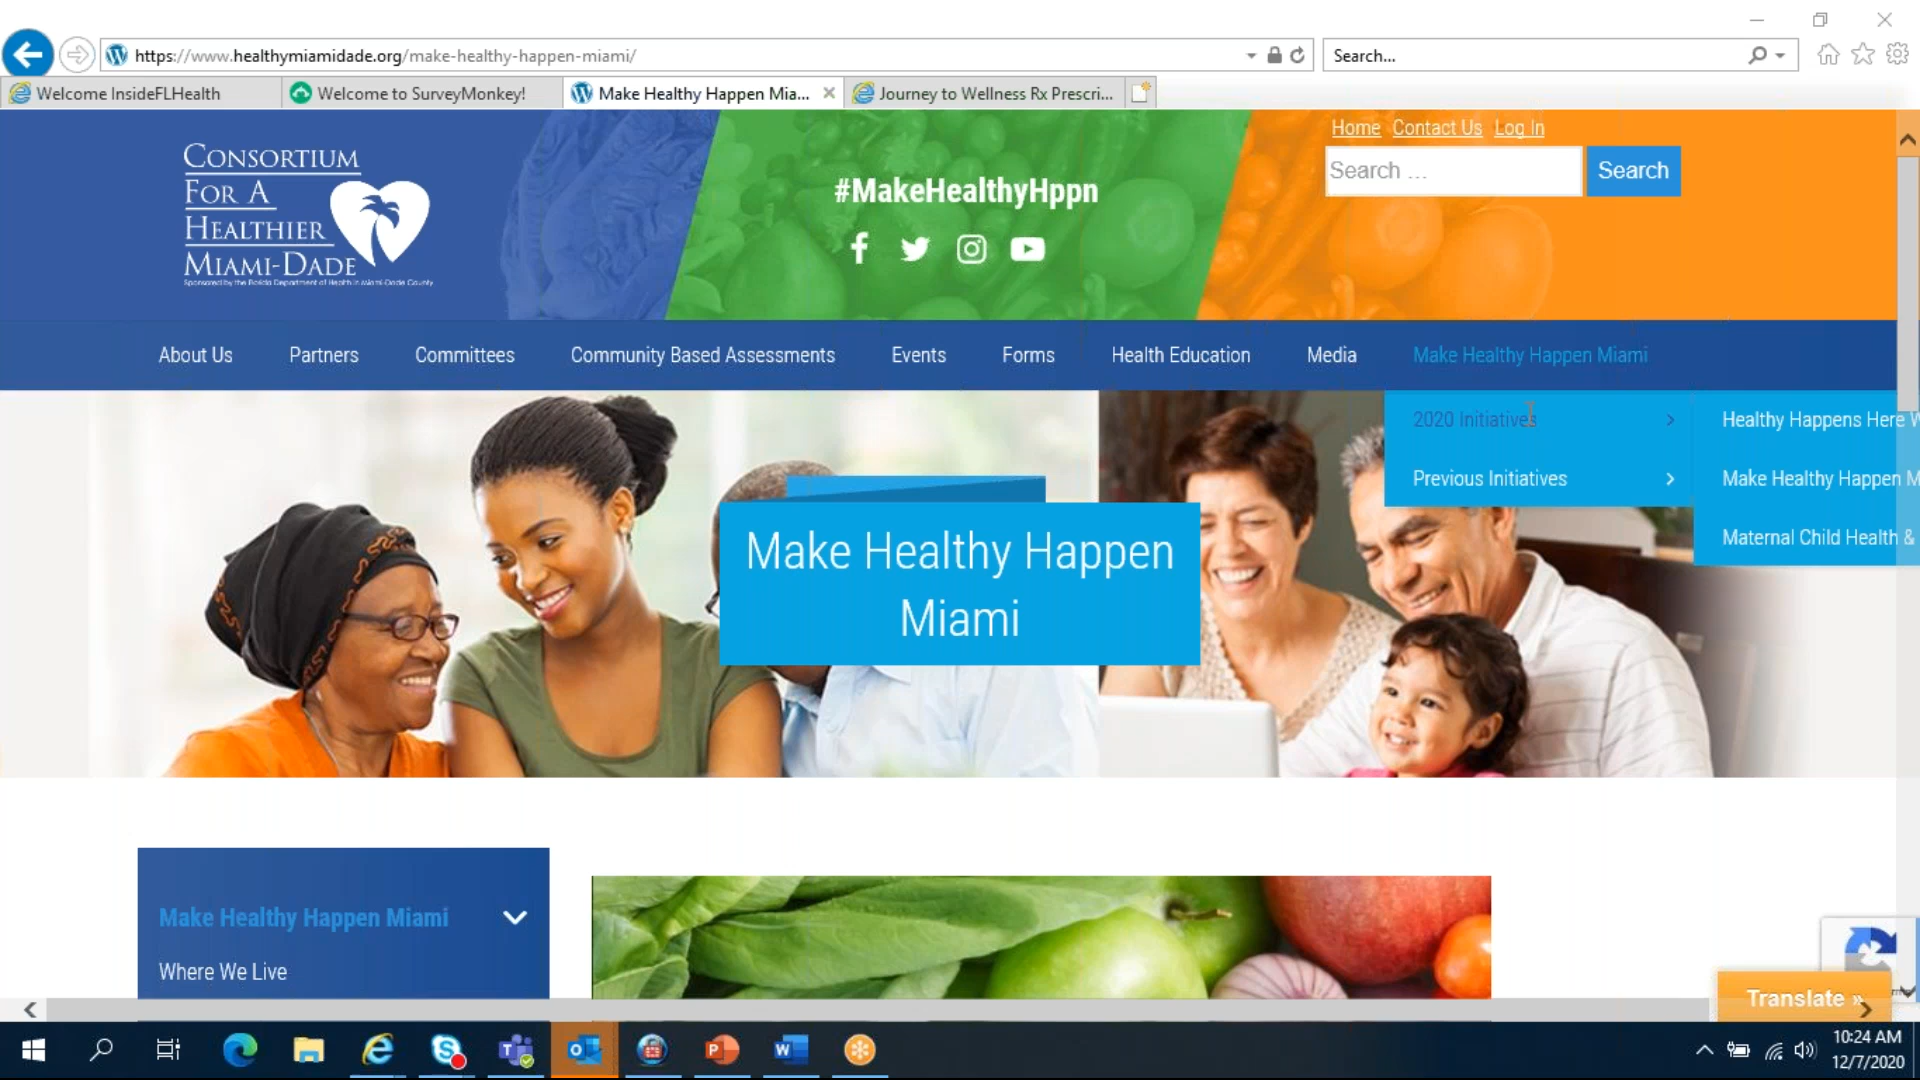 https://www.healthymiamidade.org/make-healthy-happen-miami/
Search...
Welcome InsideFLHealth
Welcome to SurveyMonkey!
Make Healthy Happen Mia...
Journey to Wellness Rx Prescri...
CONSORTIUM
FOR A
HEALTHIER
MIAMI-DADE
Sponsored by the Florida Department of Health in Miami-Dade County
#MakeHealthyHppn
Home Contact Us Log In
Search ...
Search
About Us Partners Committees Community Based Assessments Events Forms Health Education Media Make Healthy Happen Miami
2020 Initiatives
Previous Initiatives
Healthy Happens Here
Make Healthy Happen M
Maternal Child Health &
Make Healthy Happen
Miami
Make Healthy Happen Miami
Where We Live
Translate »
10:24 AM
12/7/2020